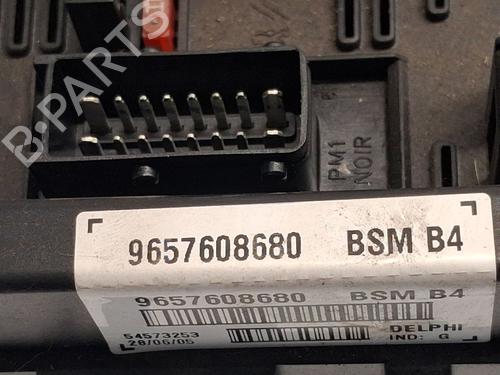 B-PARTS
PM1
NOIR
9657608680 BSM B4
9657608680 BSM B4
54573253 DELPHI
28/06/05 IND: G